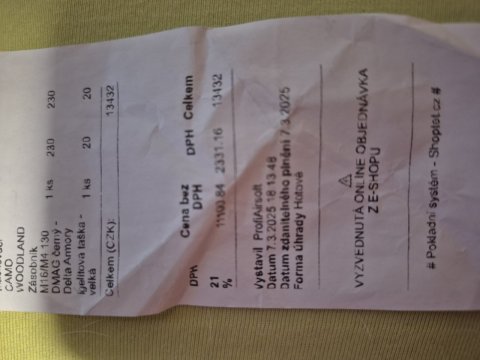 CAMO
WOODLAND
Zásobník
M16/M4 130
DMAG černý - 1 ks 230 230
Delta Armory
Igelitová taška - 1 ks 20 20
velká
Celkem (CZK): 13432
DPH Cena bez DPH Celkem
DPH
21 11100.84 2331.16 13432
%
Vystavil ProfiAirsoft
Datum 7.3.2025 18:13:48
Datum zdanitelného plnění 7.3.2025
Forma úhrady Hotově
⚠
VYZVEDNUTÁ ONLINE OBJEDNÁVKA
Z E-SHOPU
# Pokladní systém - Shoptet.cz #